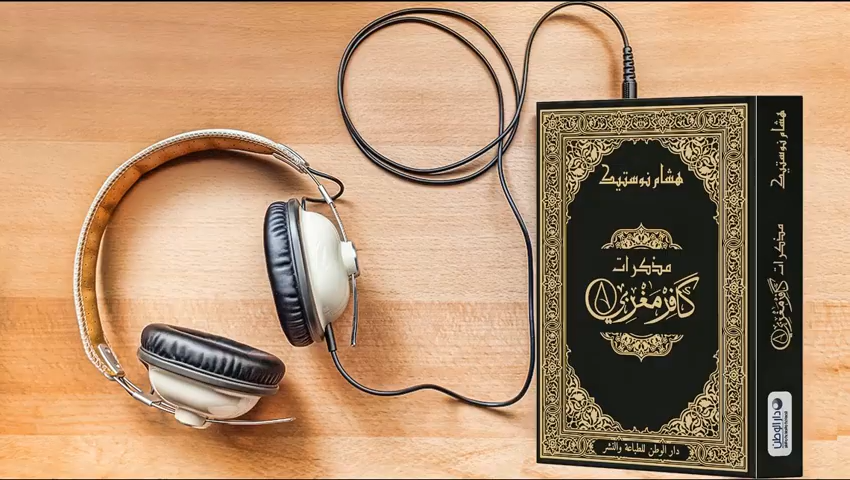 هشام نوستيك
مذكرات
كافر مغربي
دار الوطن للطباعة والنشر
هشام نوستيك
مذكرات
كافر مغربي
دار الوطن